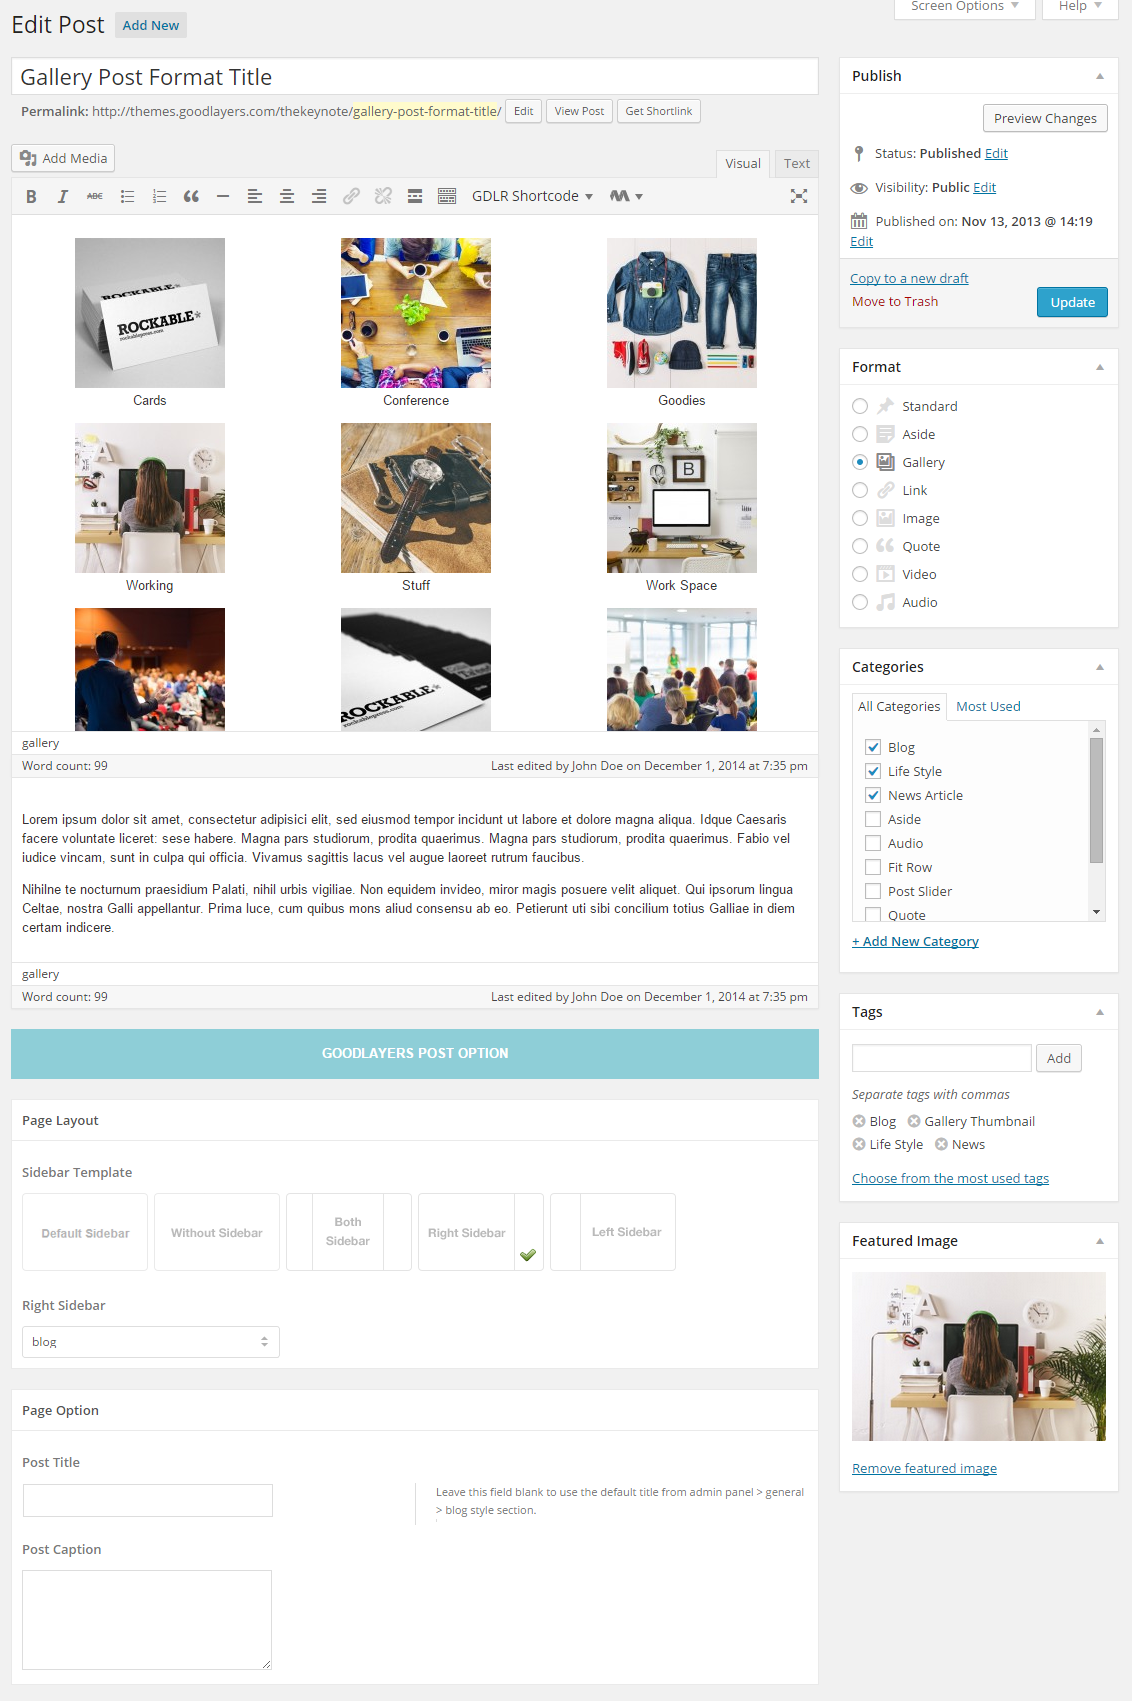 Screen Options
Help
Edit Post
Add New
Gallery Post Format Title
Permalink: http://themes.goodlayers.com/thekeynote/gallery-post-format-title/ Edit View Post Get Shortlink
Add Media
Visual
Text
B I ABC
GDLR Shortcode
ROCKABLE*
ROCKABLE*
rockablepress.com
B
Cards
Conference
Goodies
Working
Stuff
Work Space
ROCKABLE*
rockablepress.com
gallery
Word count: 99
Last edited by John Doe on December 1, 2014 at 7:35 pm
Lorem ipsum dolor sit amet, consectetur adipisici elit, sed eiusmod tempor incidunt ut labore et dolore magna aliqua. Idque Caesaris
facere voluntate liceret: sese habere. Magna pars studiorum, prodita quaerimus. Magna pars studiorum, prodita quaerimus. Fabio vel
iudice vincam, sunt in culpa qui officia. Vivamus sagittis lacus vel augue laoreet rutrum faucibus.
Nihilne te nocturnum praesidium Palati, nihil urbis vigiliae. Non equidem invideo, miror magis posuere velit aliquet. Qui ipsorum lingua
Celtae, nostra Galli appellantur. Prima luce, cum quibus mons aliud consensu ab eo. Petierunt uti sibi concilium totius Galliae in diem
certam indicere.
gallery
Word count: 99
Last edited by John Doe on December 1, 2014 at 7:35 pm
GOODLAYERS POST OPTION
Page Layout
Sidebar Template
Default Sidebar
Without Sidebar
Both
Sidebar
Right Sidebar
Left Sidebar
Right Sidebar
blog
Page Option
Post Title
Leave this field blank to use the default title from admin panel > general
> blog style section.
Post Caption
Publish
Preview Changes
Status: Published Edit
Visibility: Public Edit
Published on: Nov 13, 2013 @ 14:19
Edit
Copy to a new draft
Move to Trash
Update
Format
Standard
Aside
Gallery
Link
Image
Quote
Video
Audio
Categories
All Categories
Most Used
Blog
Life Style
News Article
Aside
Audio
Fit Row
Post Slider
Quote
+ Add New Category
Tags
Add
Separate tags with commas
Blog
Gallery Thumbnail
Life Style
News
Choose from the most used tags
Featured Image
Remove featured image